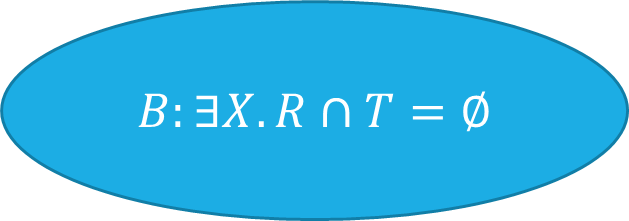 B: ∃X. R ∩ T = ∅